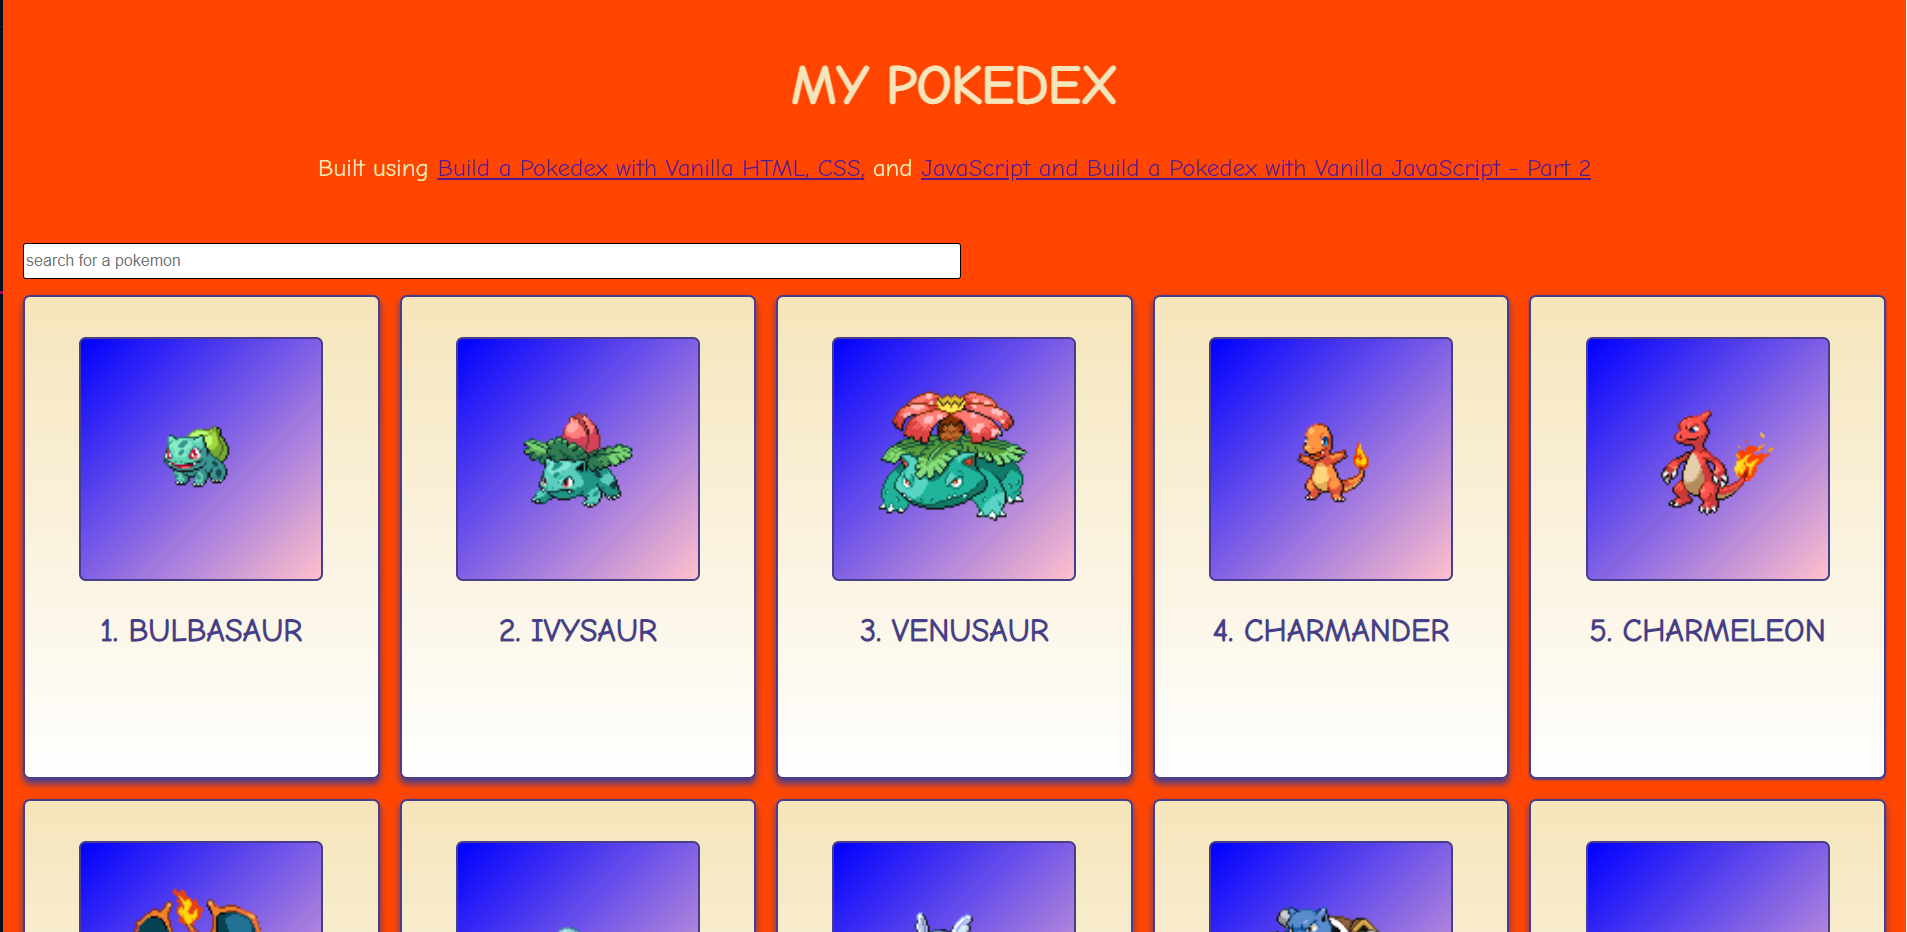 MY POKEDEX
Built using Build a Pokedex with Vanilla HTML, CSS, and JavaScript and Build a Pokedex with Vanilla JavaScript - Part 2
search for a pokemon
1. BULBASAUR
2. IVYSAUR
3. VENUSAUR
4. CHARMANDER
5. CHARMELEON